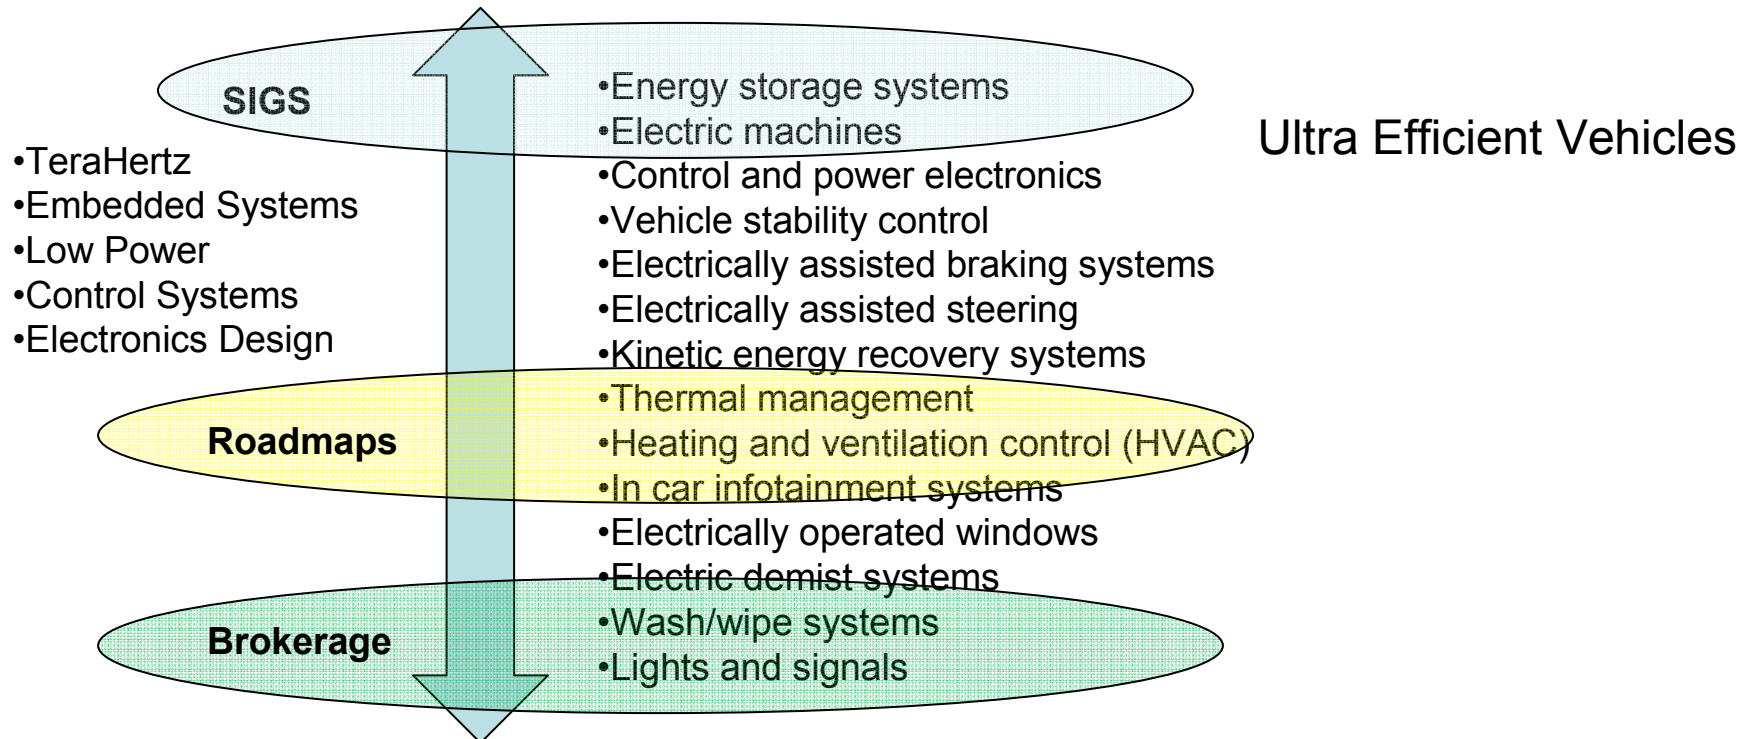 SIGS
•TeraHertz
•Embedded Systems
•Low Power
•Control Systems
•Electronics Design
Roadmaps
Brokerage
•Energy storage systems
•Electric machines
•Control and power electronics
•Vehicle stability control
•Electrically assisted braking systems
•Electrically assisted steering
•Kinetic energy recovery systems
•Thermal management
•Heating and ventilation control (HVAC)
•In car infotainment systems
•Electrically operated windows
•Electric demist systems
•Wash/wipe systems
•Lights and signals
Ultra Efficient Vehicles